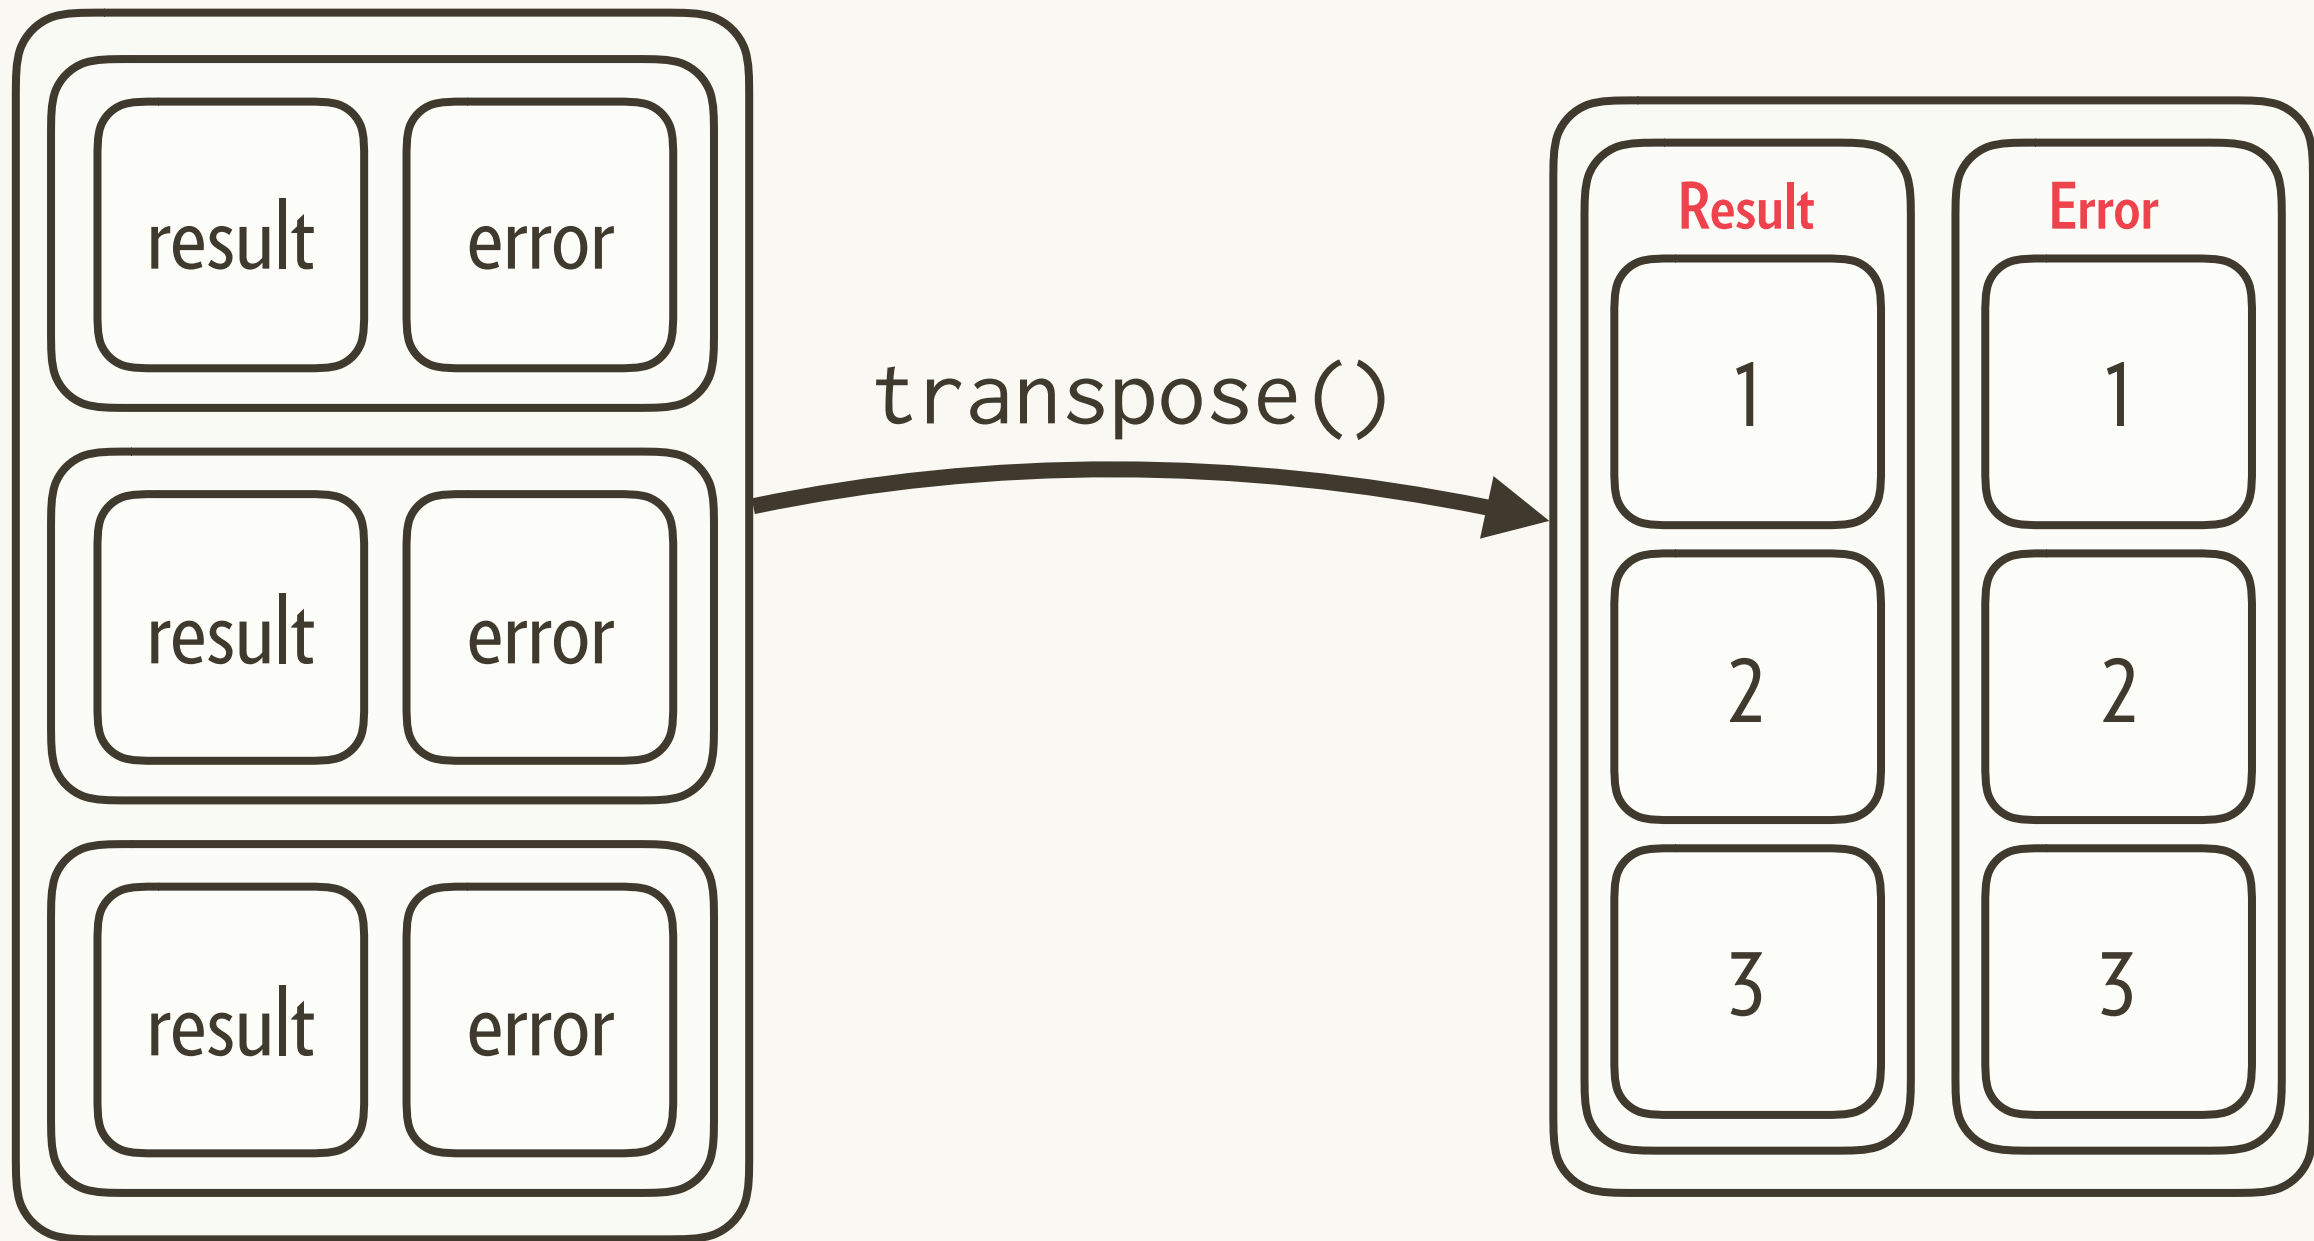 result error
result error
result error
transpose()
Result Error
1 1
2 2
3 3